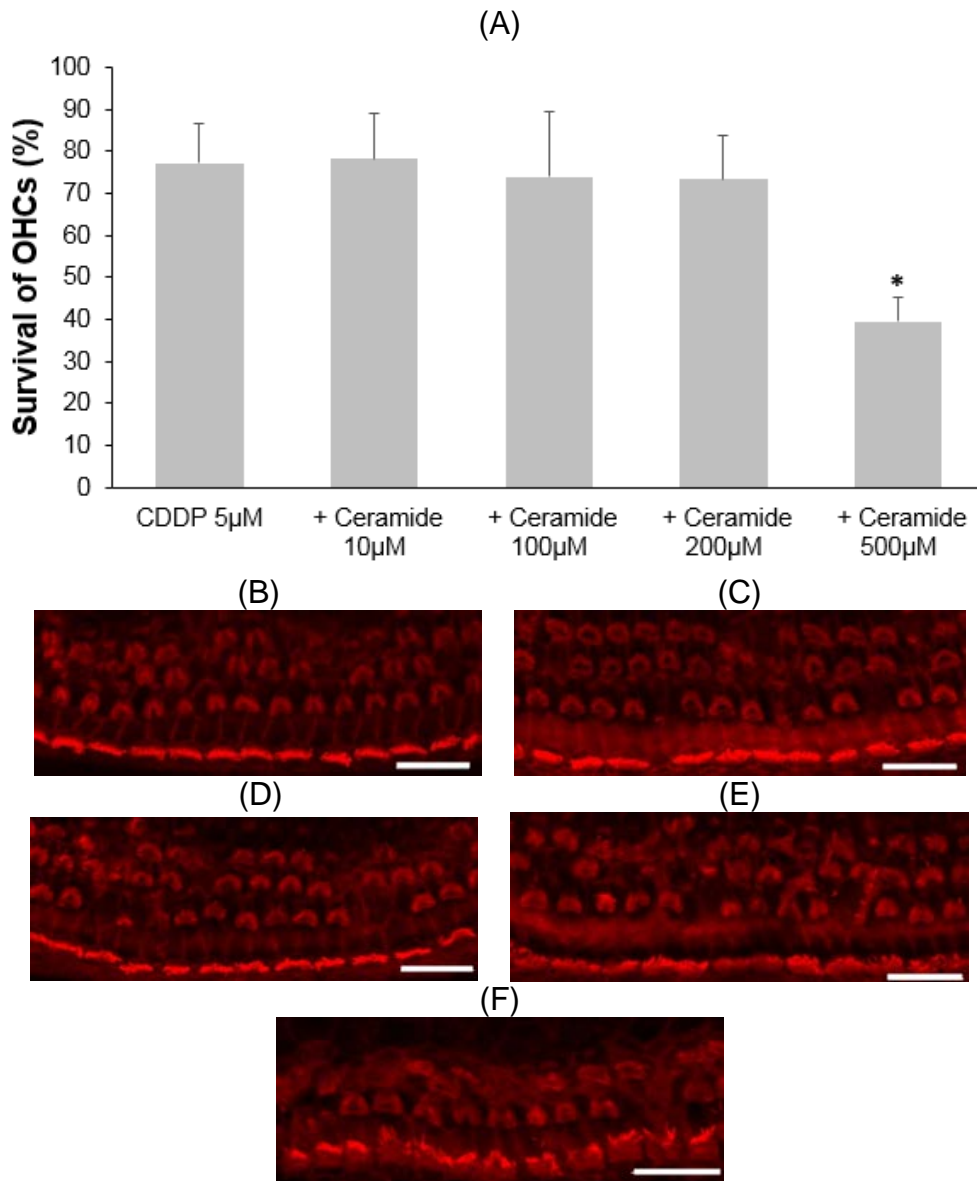 (A)
Survival of OHCs (%)
100
90
80
70
60
50
40
30
20
10
0
*
CDDP 5µM
+ Ceramide
10µM
+ Ceramide
100µM
+ Ceramide
200µM
+ Ceramide
500µM
(B)
(C)
(D)
(E)
(F)